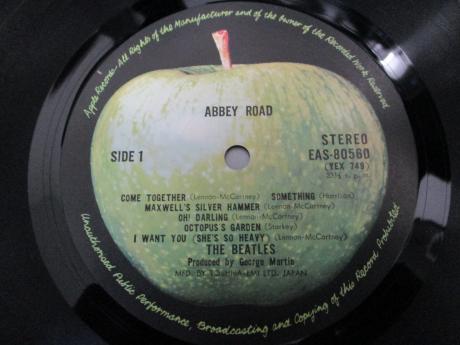 Apple Records-All Rights of the Manufacturer and of the owner of the Recorded Work Reserved
ABBEY ROAD
SIDE 1
STEREO
EAS-80560
(YEX 749)
33⅓ r.p.m.
COME TOGETHER (Lennon-McCartney) SOMETHING (Harrison)
MAXWELL'S SILVER HAMMER (Lennon-McCartney)
OH! DARLING (Lennon-McCartney)
OCTOPUS'S GARDEN (Starkey)
I WANT YOU (SHE'S SO HEAVY) (Lennon-McCartney)
THE BEATLES
Produced by George Martin
MFD. BY TOSHIBA-EMI LTD. JAPAN
Unauthorised Public Performance, Broadcasting and Copying of this Record Prohibited